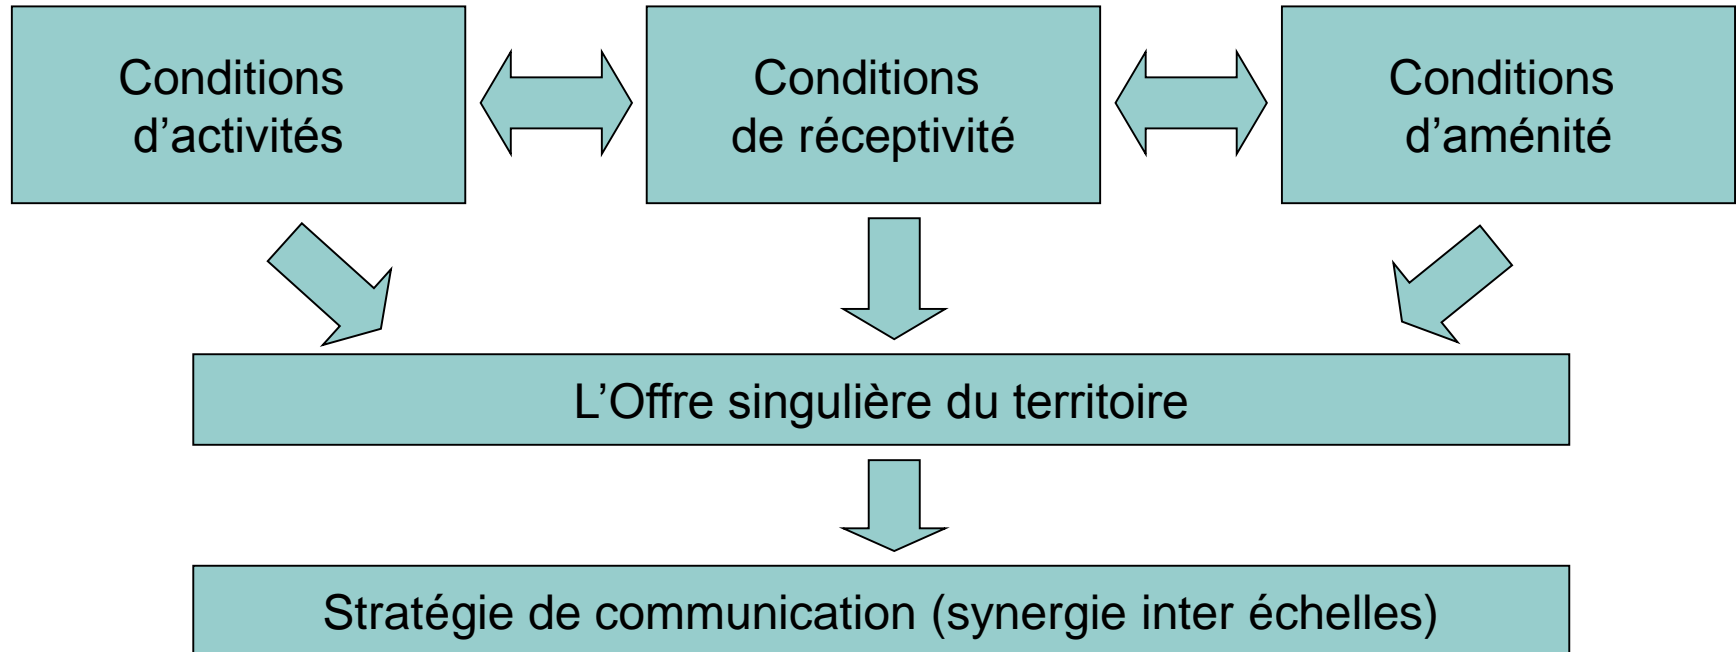 Conditions
d’activités
Conditions
de réceptivité
Conditions
d’aménité
L’Offre singulière du territoire
Stratégie de communication (synergie inter échelles)